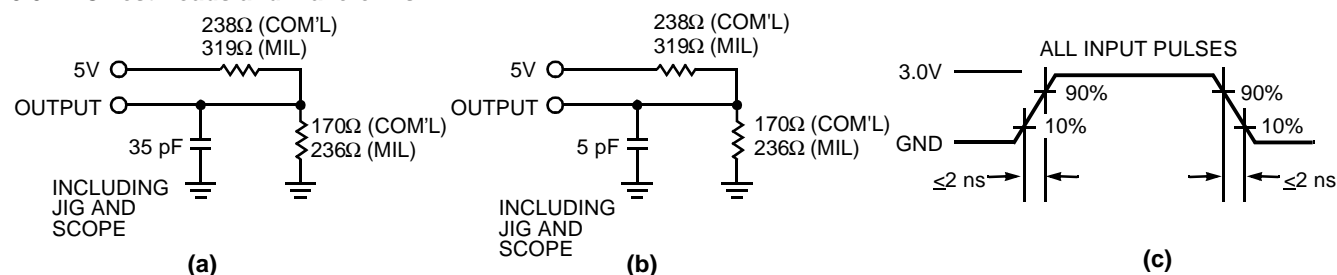 238Ω (COM'L)
319Ω (MIL)
5V
OUTPUT
35 pF
170Ω (COM'L)
236Ω (MIL)
INCLUDING
JIG AND
SCOPE
(a)
238Ω (COM'L)
319Ω (MIL)
5V
OUTPUT
5 pF
170Ω (COM'L)
236Ω (MIL)
INCLUDING
JIG AND
SCOPE
(b)
ALL INPUT PULSES
3.0V
90%
10%
GND
90%
10%
≤2 ns
≤2 ns
(c)